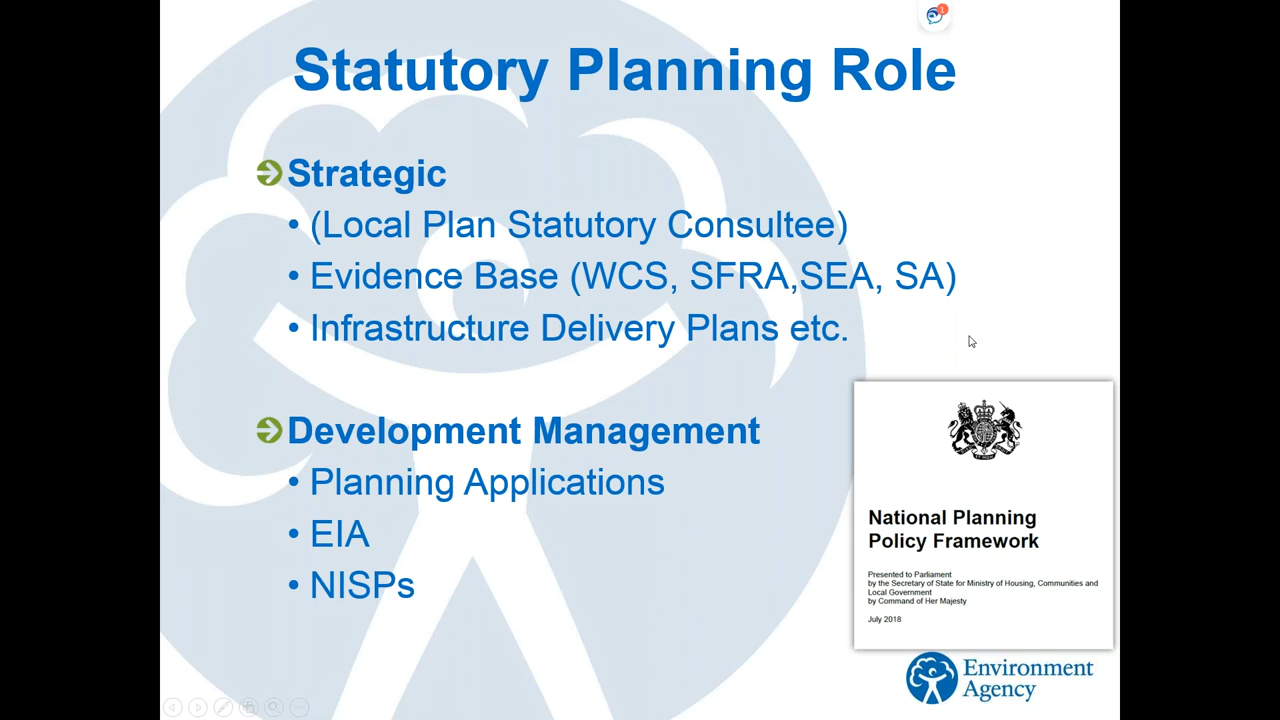 1
Statutory Planning Role
Strategic
• (Local Plan Statutory Consultee)
• Evidence Base (WCS, SFRA,SEA, SA)
• Infrastructure Delivery Plans etc.
Development Management
• Planning Applications
• EIA
• NISPs
National Planning
Policy Framework
Presented to Parliament
by the Secretary of State for Ministry of Housing, Communities and
Local Government
by Command of Her Majesty
July 2018
Environment
Agency